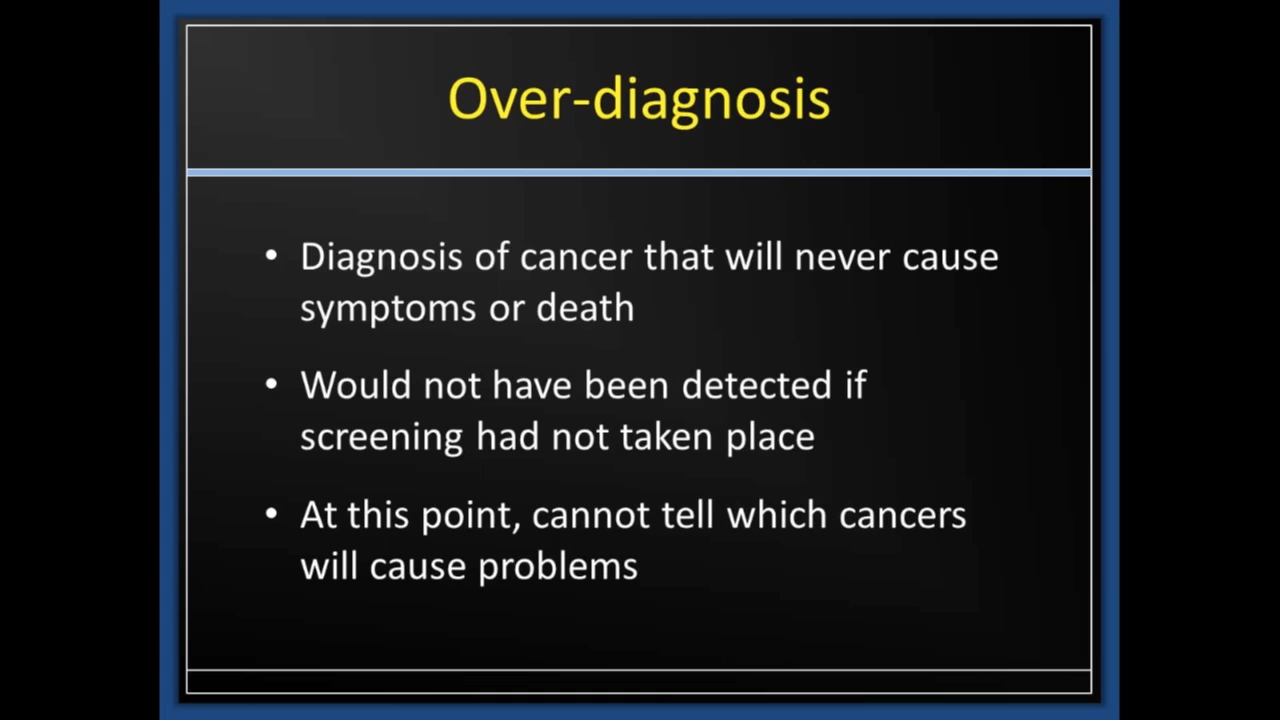 Over-diagnosis
• Diagnosis of cancer that will never cause
symptoms or death
• Would not have been detected if
screening had not taken place
• At this point, cannot tell which cancers
will cause problems